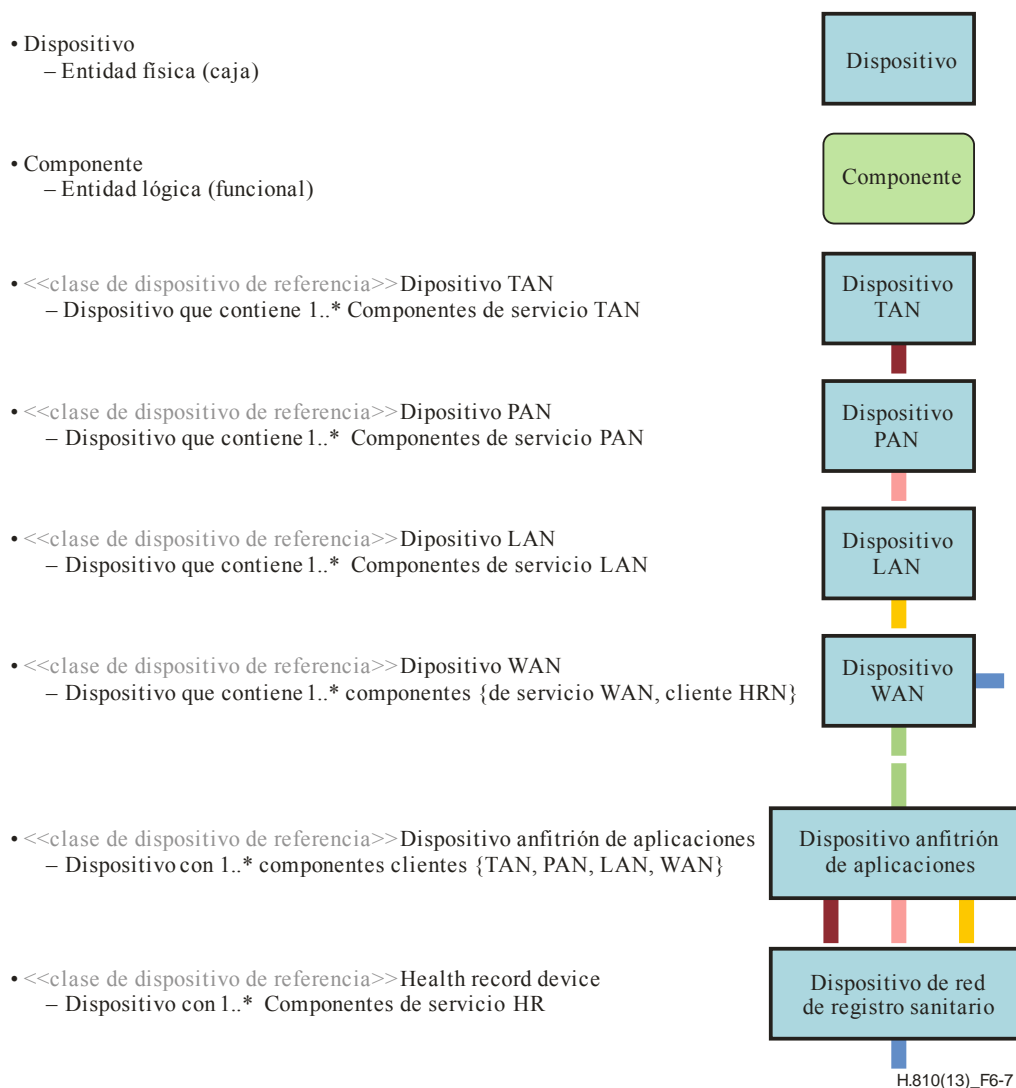 • Dispositivo
– Entidad física (caja)
Dispositivo
• Componente
– Entidad lógica (funcional)
Componente
• <<clase de dispositivo de referencia>>Dipositivo TAN
– Dispositivo que contiene 1..* Componentes de servicio TAN
Dispositivo
TAN
• <<clase de dispositivo de referencia>>Dipositivo PAN
– Dispositivo que contiene 1..* Componentes de servicio PAN
Dispositivo
PAN
• <<clase de dispositivo de referencia>>Dipositivo LAN
– Dispositivo que contiene 1..* Componentes de servicio LAN
Dispositivo
LAN
• <<clase de dispositivo de referencia>>Dipositivo WAN
– Dispositivo que contiene 1..* componentes {de servicio WAN, cliente HRN}
Dispositivo
WAN
• <<clase de dispositivo de referencia>>Dispositivo anfitrión de aplicaciones
– Dispositivo con 1..* componentes clientes {TAN, PAN, LAN, WAN}
Dispositivo anfitrión
de aplicaciones
• <<clase de dispositivo de referencia>>Health record device
– Dispositivo con 1..* Componentes de servicio HR
Dispositivo de red
de registro sanitario
H.810(13)_F6-7